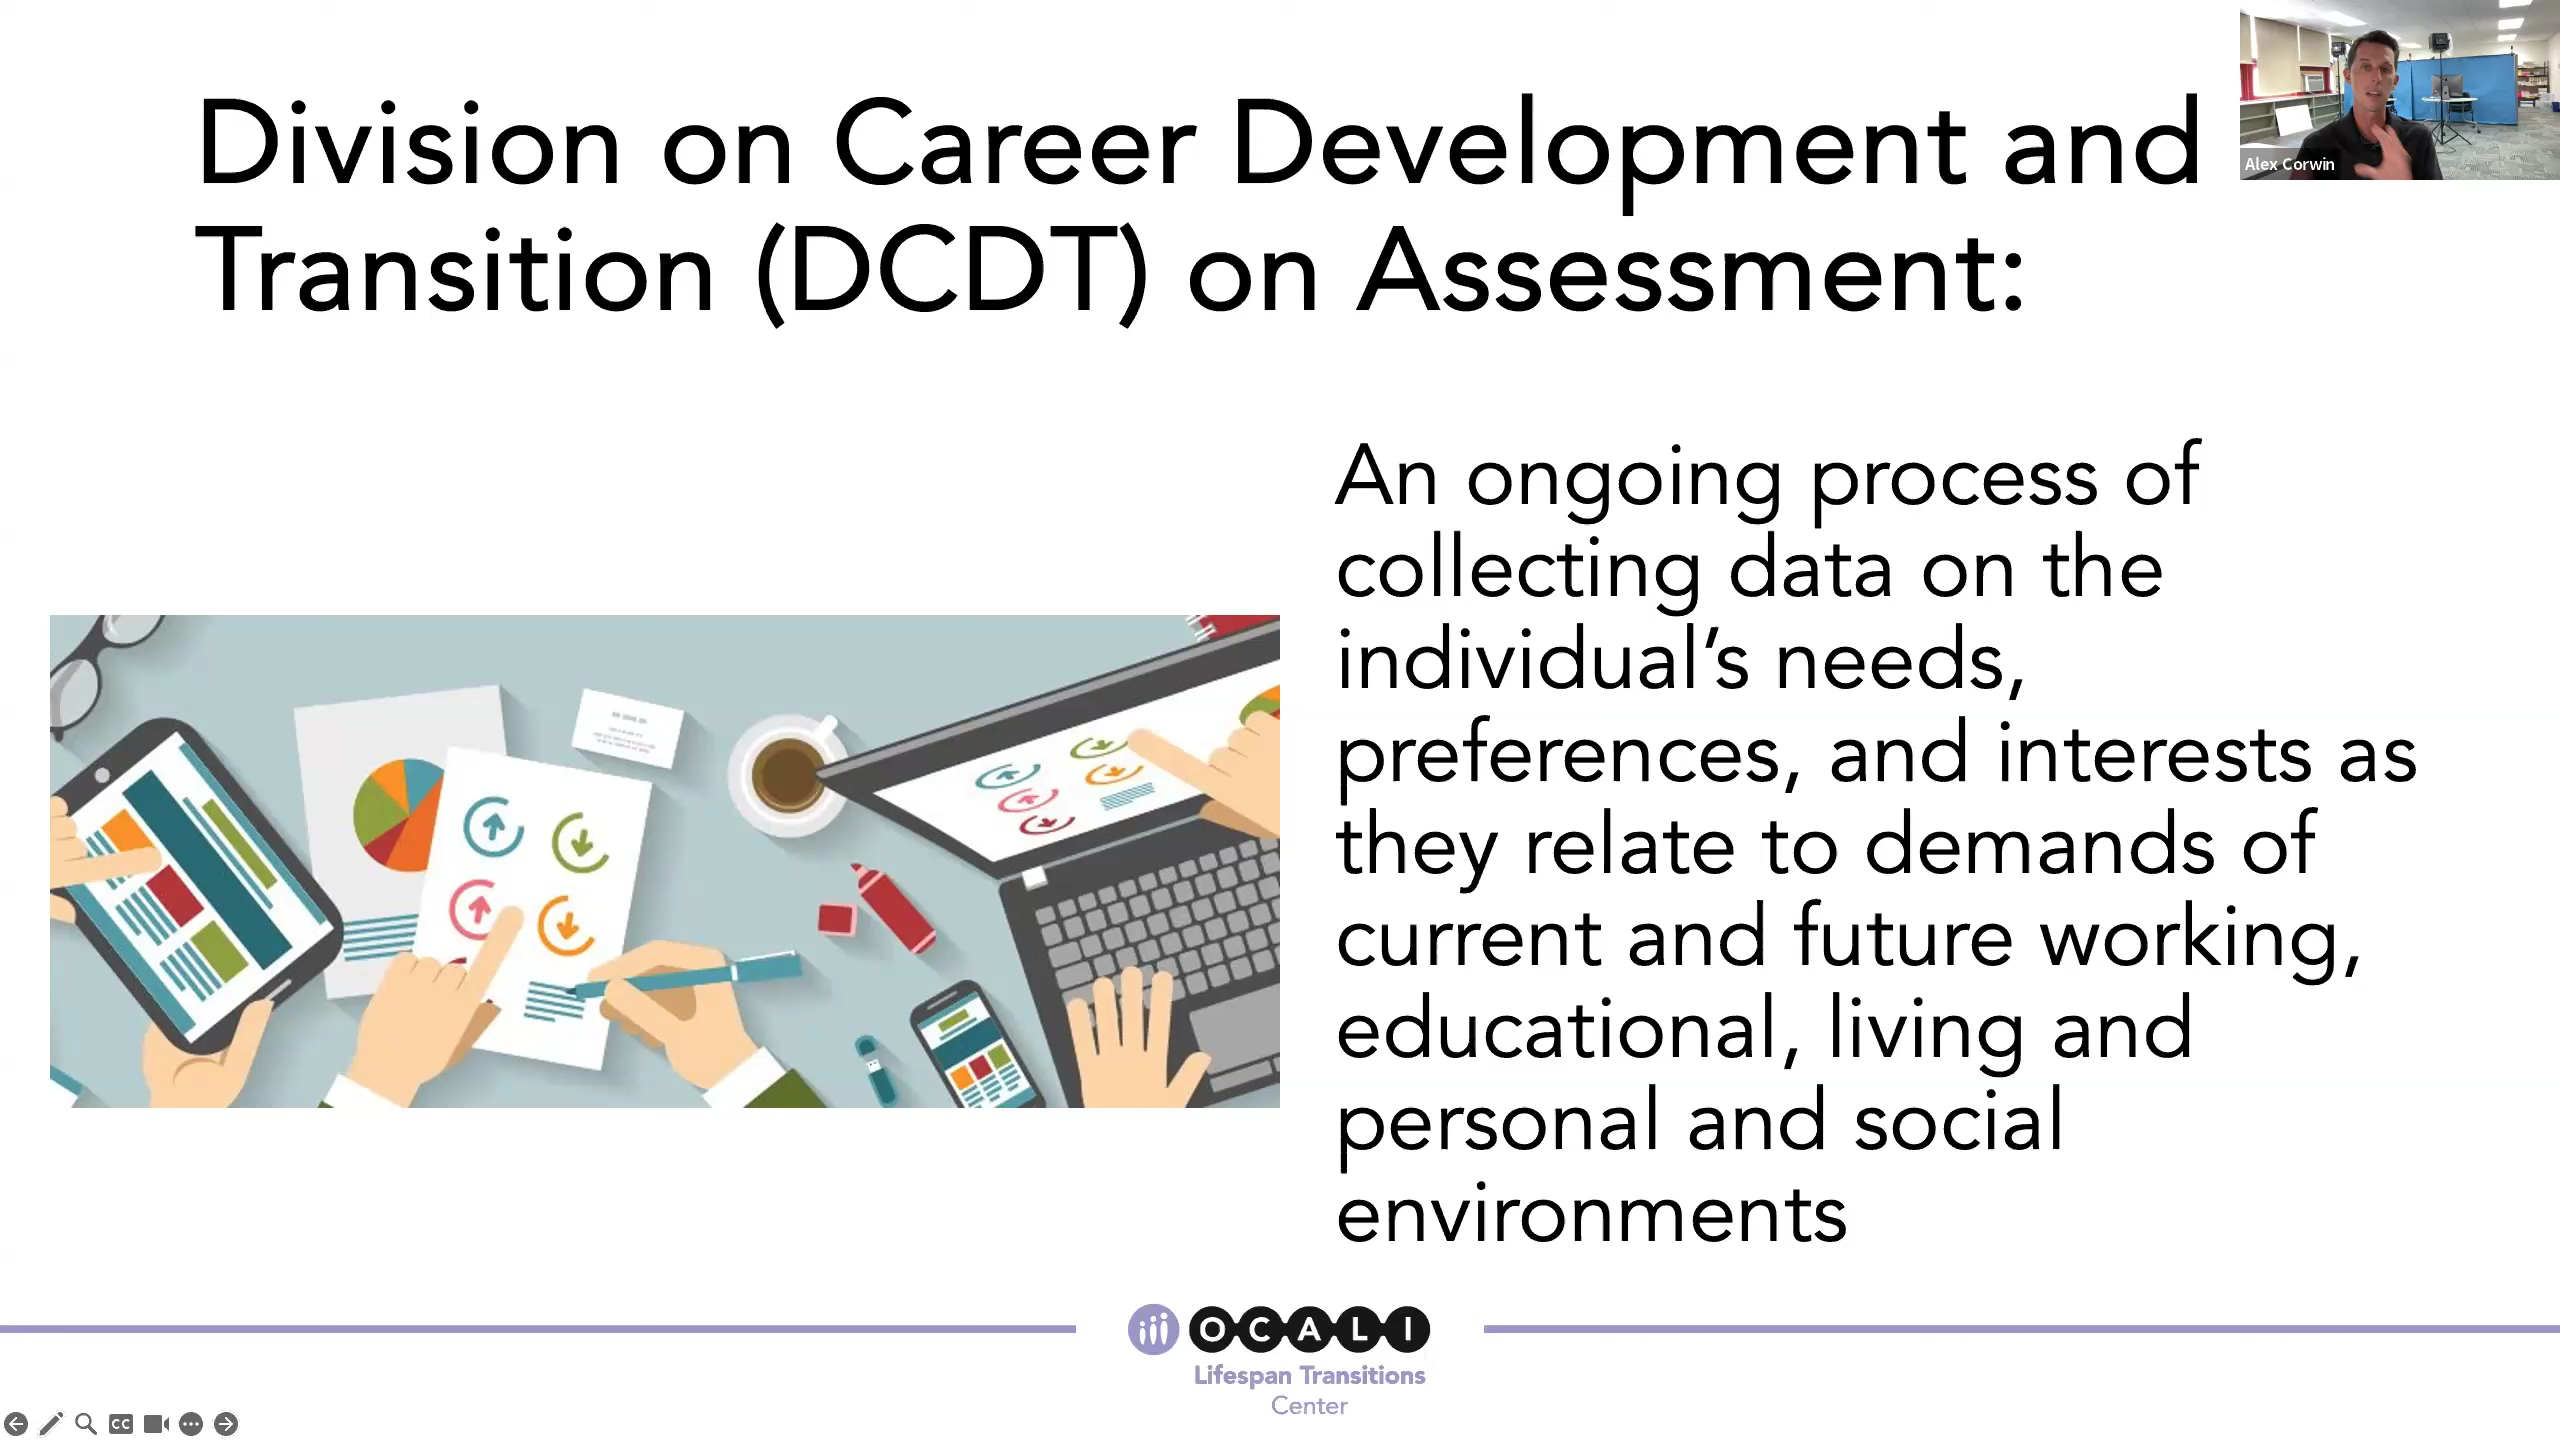 Division on Career Development and
Transition (DCDT) on Assessment:
Alex Corwin
An ongoing process of
collecting data on the
individual’s needs,
preferences, and interests as
they relate to demands of
current and future working,
educational, living and
personal and social
environments
OCALI
Lifespan Transitions
Center
CC